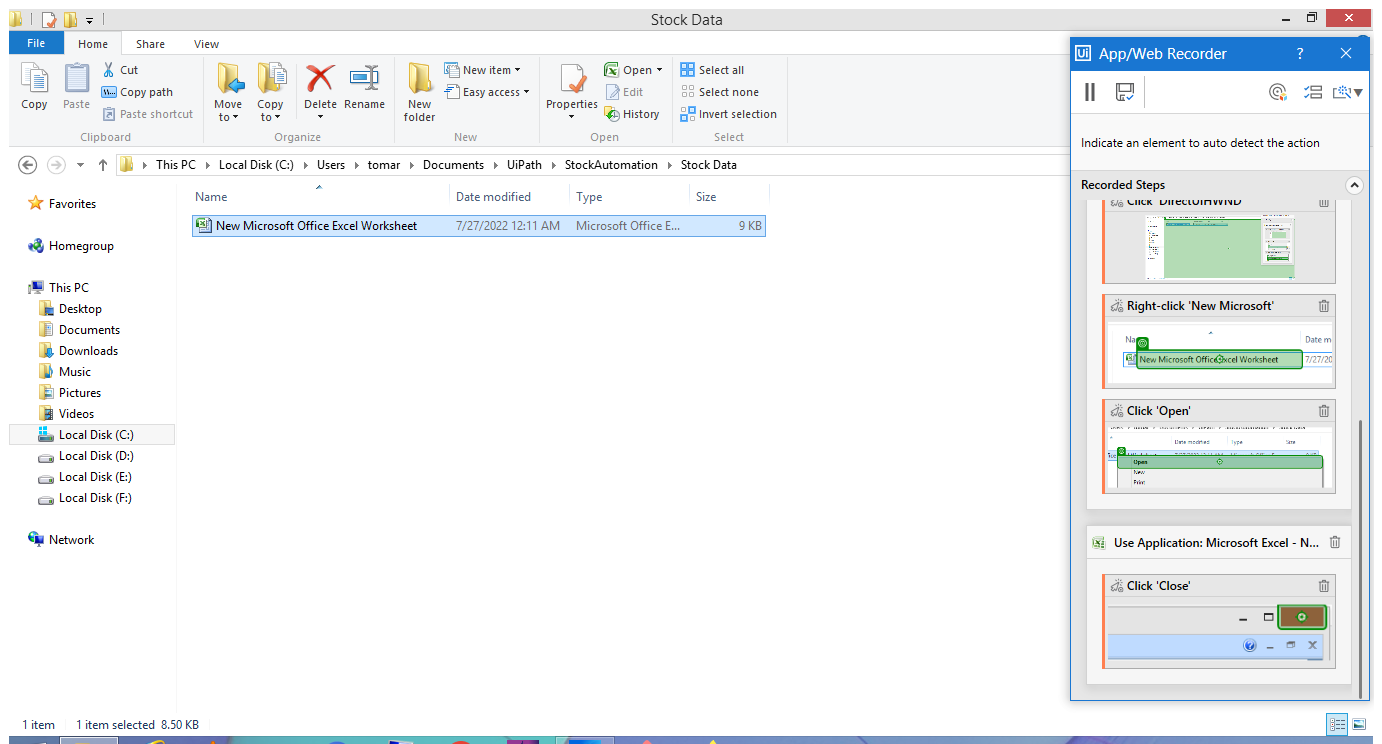 Stock Data
File Home Share View
Copy Paste Cut
Copy path
Paste shortcut
Clipboard
Move to Copy to Delete Rename
Organize
New folder New item
Easy access
New
Properties Open
Edit
History
Open
Select all
Select none
Invert selection
Select
This PC Local Disk (C:) Users tomar Documents UiPath StockAutomation Stock Data
Favorites
Homegroup
This PC
Desktop
Documents
Downloads
Music
Pictures
Videos
Local Disk (C:)
Local Disk (D:)
Local Disk (E:)
Local Disk (F:)
Network
Name Date modified Type Size
New Microsoft Office Excel Worksheet 7/27/2022 12:11 AM Microsoft Office E... 9 KB
1 item 1 item selected 8.50 KB
Ui App/Web Recorder ?
Indicate an element to auto detect the action
Recorded Steps
Click 'DirectUIHWND'
Right-click 'New Microsoft'
Na Date m
New Microsoft Office Excel Worksheet 7/27/20
Click 'Open'
Date modified Type Size
Open
New
Print
Use Application: Microsoft Excel - N...
Click 'Close'